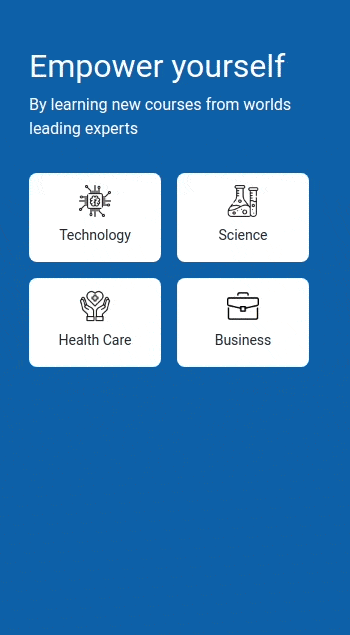 Empower yourself
By learning new courses from worlds
leading experts
Technology
Science
Health Care
Business